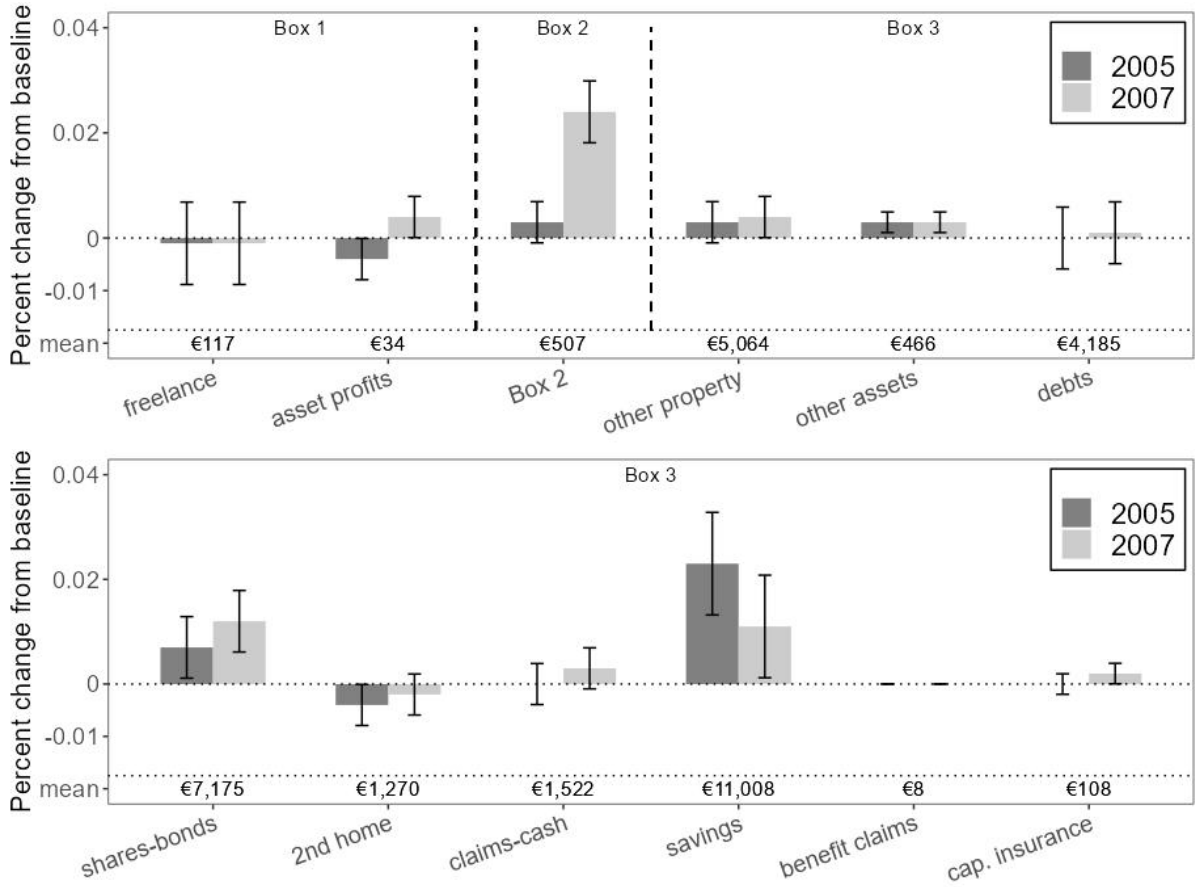 Percent change from baseline
0.04
0.02
0
-0.01
mean
Box 1
Box 2
Box 3
2005
2007
€117
€34
€507
€5,064
€466
€4,185
freelance
asset profits
Box 2
other property
other assets
debts
Percent change from baseline
0.04
0.02
0
-0.01
mean
Box 3
2005
2007
€7,175
€1,270
€1,522
€11,008
€8
€108
shares-bonds
2nd home
claims-cash
savings
benefit claims
cap. insurance